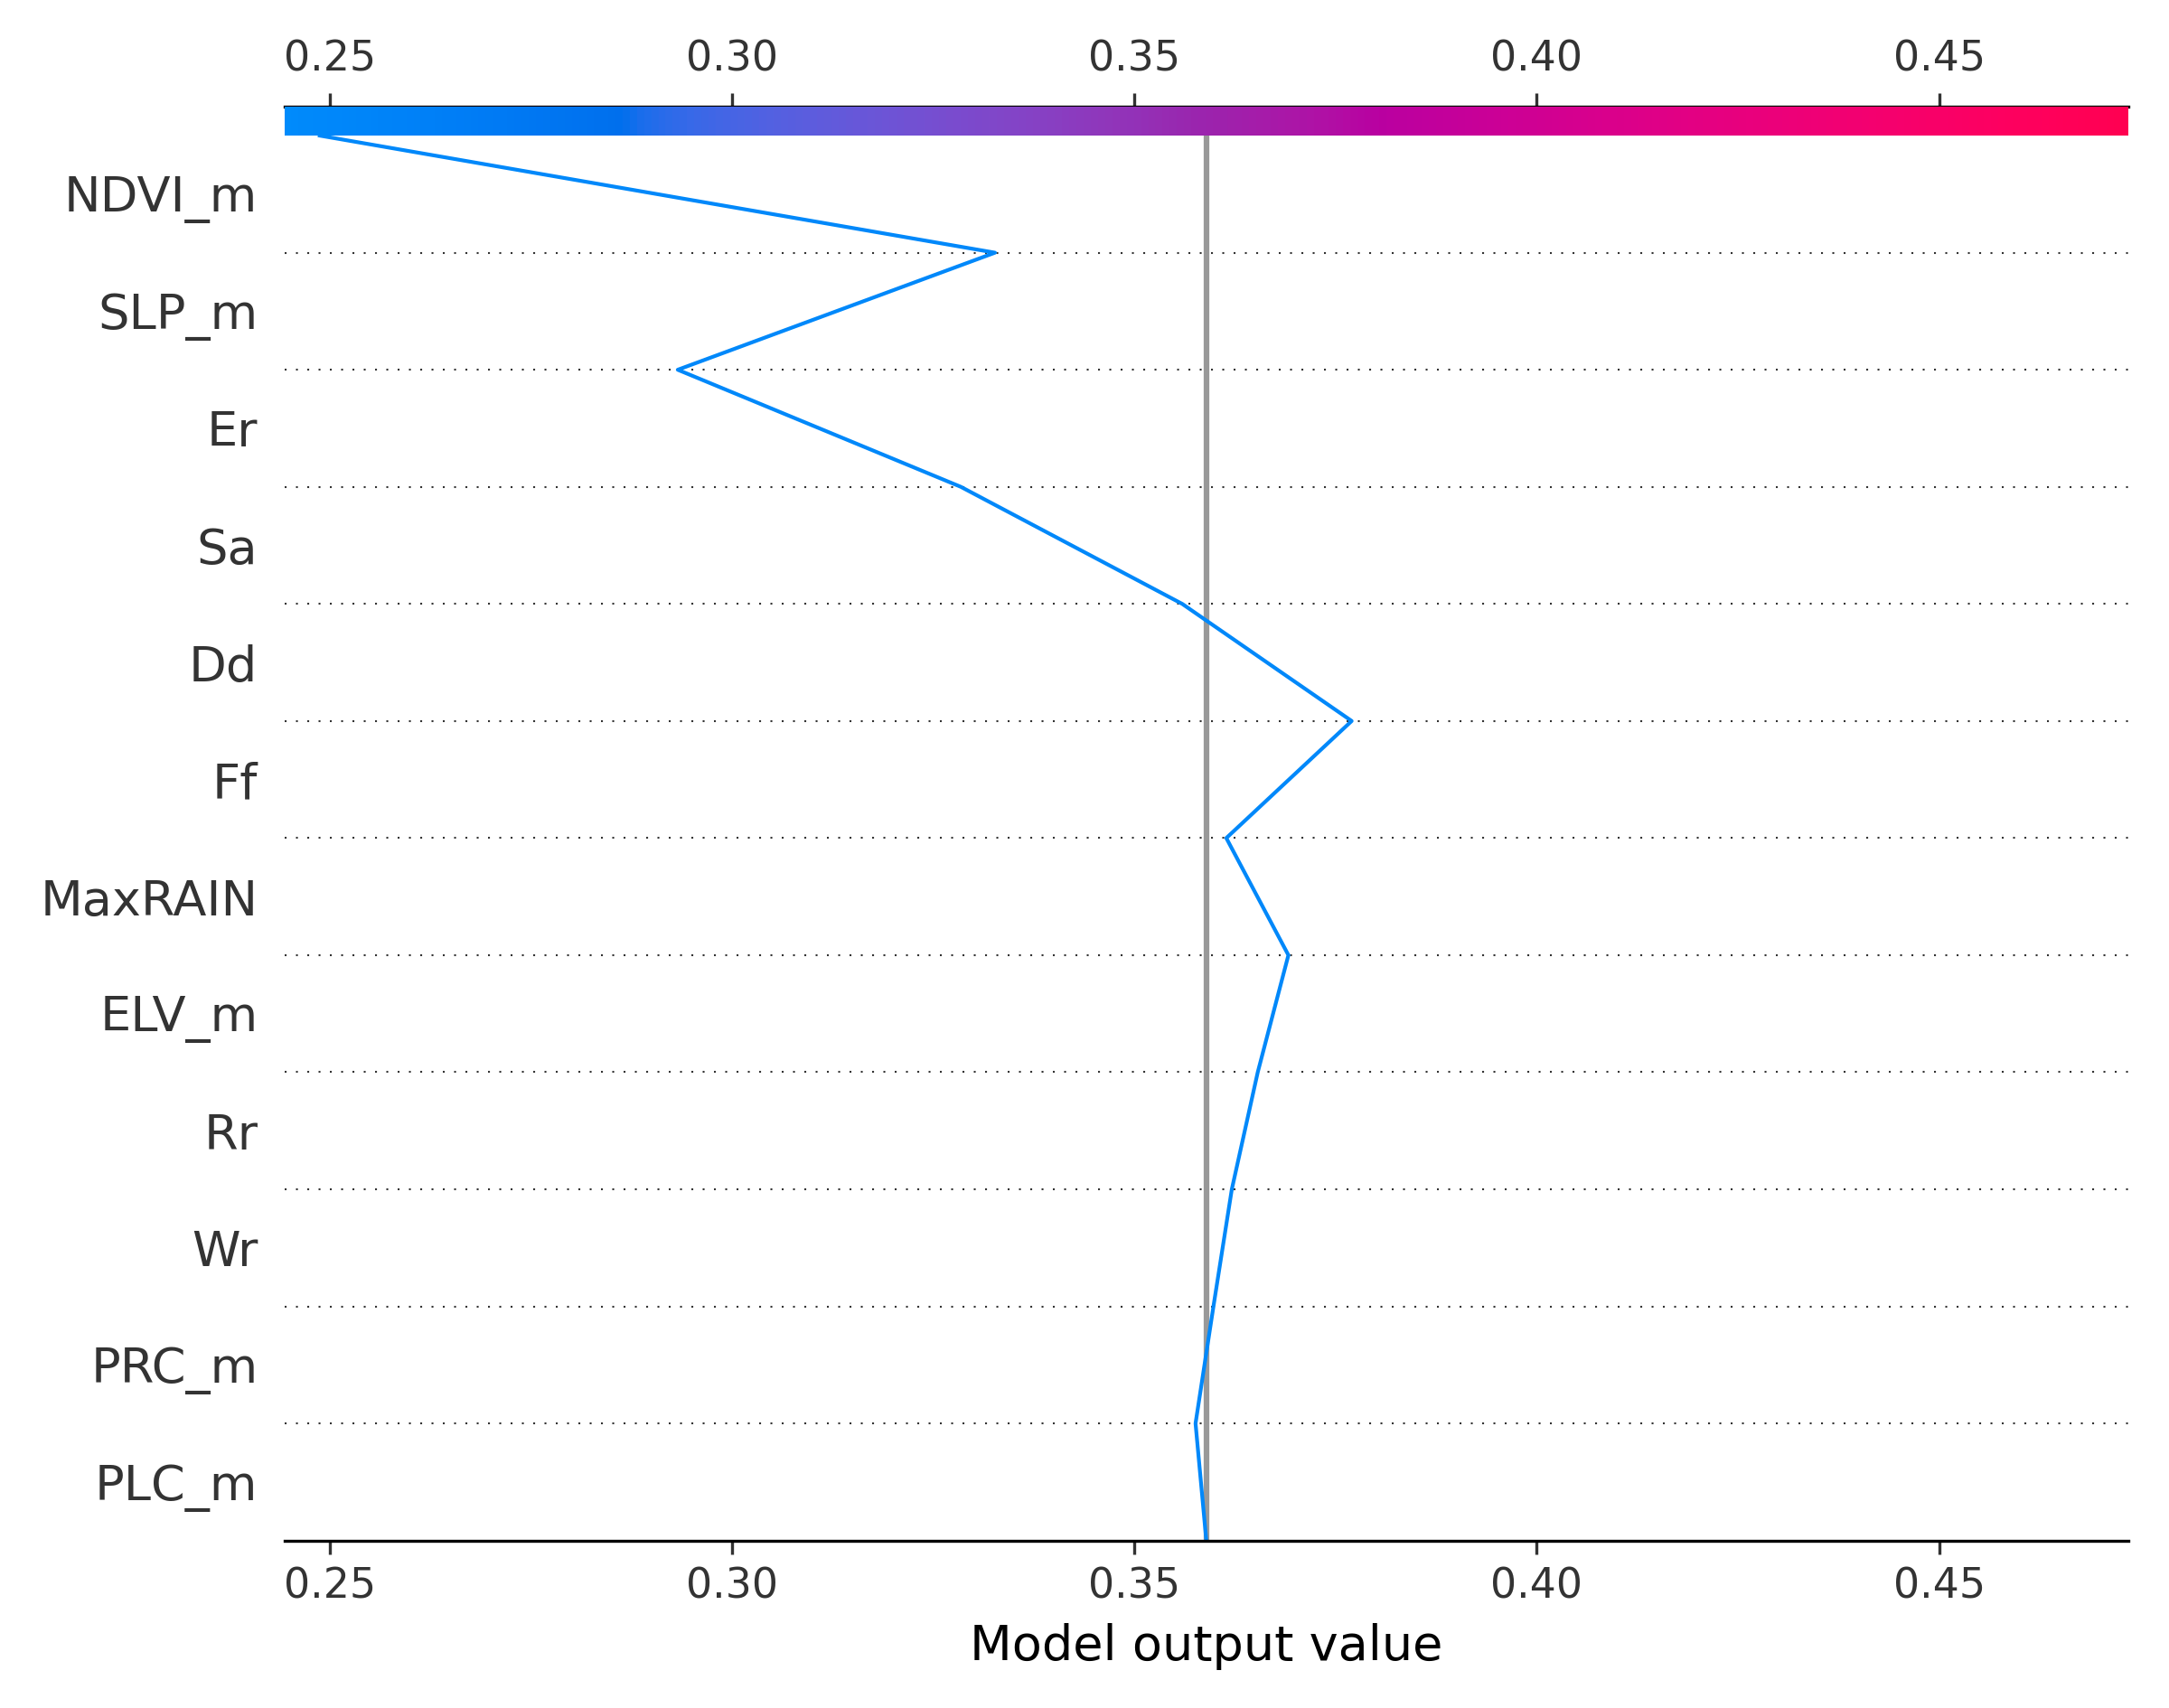 0.25 0.30 0.35 0.40 0.45
NDVI_m
SLP_m
Er
Sa
Dd
Ff
MaxRAIN
ELV_m
Rr
Wr
PRC_m
PLC_m
0.25 0.30 0.35 0.40 0.45
Model output value